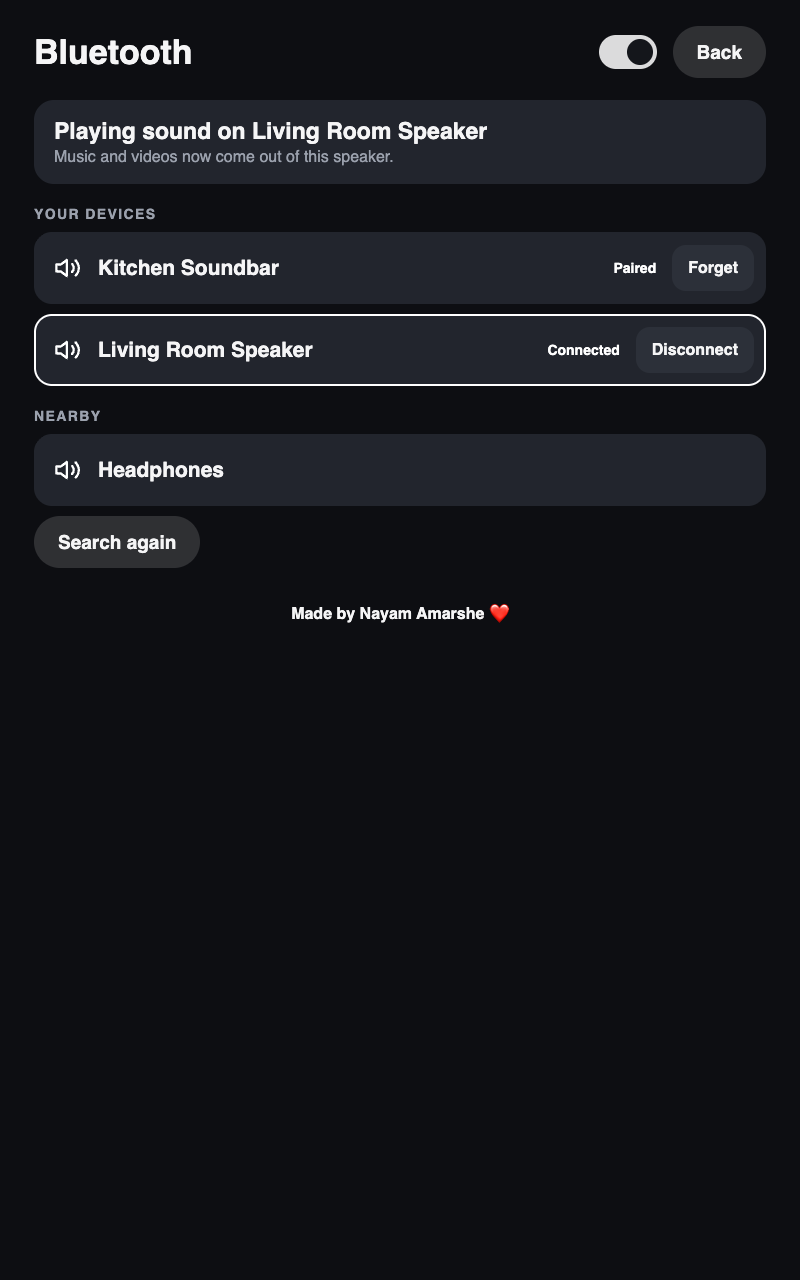 Bluetooth
Back
Playing sound on Living Room Speaker
Music and videos now come out of this speaker.
YOUR DEVICES
Kitchen Soundbar Paired Forget
Living Room Speaker Connected Disconnect
NEARBY
Headphones
Search again
Made by Nayam Amarshe ❤️